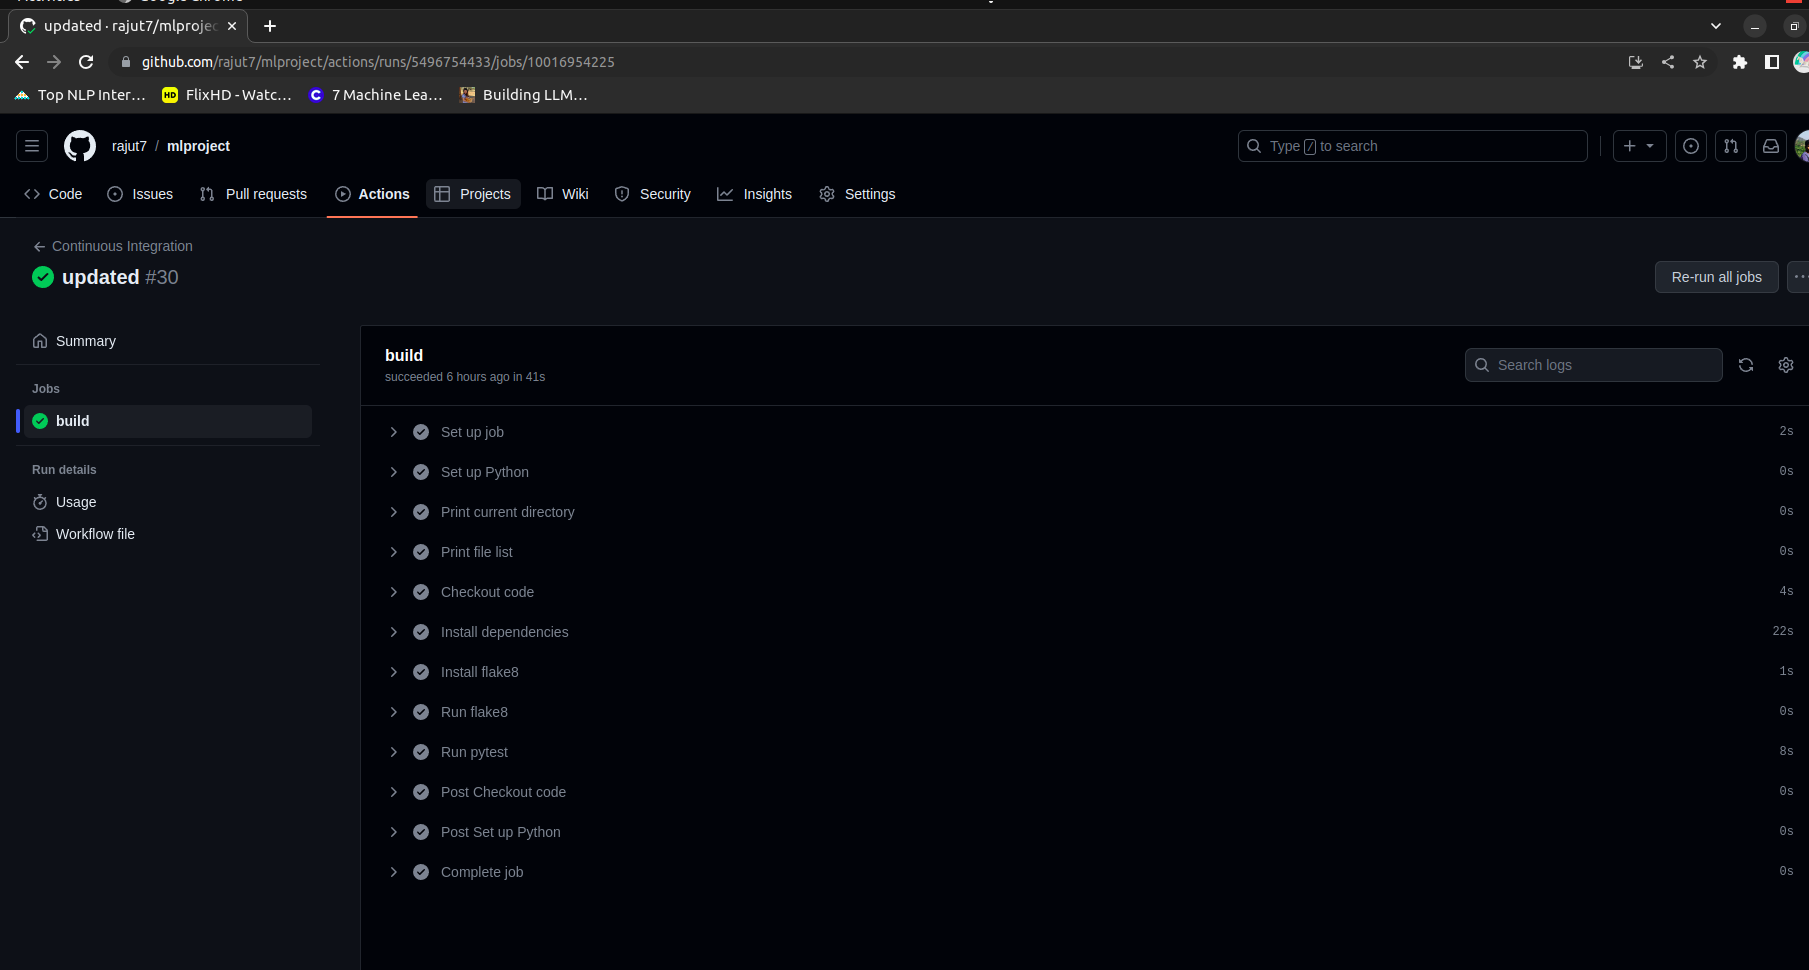 Google Chrome
updated · rajut7/mlprojec
github.com/rajut7/mlproject/actions/runs/5496754433/jobs/10016954225
Top NLP Inter... HD FlixHD - Watc... C 7 Machine Lea... Building LLM...
rajut7 / mlproject Type / to search
Code Issues Pull requests Actions Projects Wiki Security Insights Settings
Continuous Integration
updated #30
Re-run all jobs
Summary
Jobs
build
Run details
Usage
Workflow file
build
succeeded 6 hours ago in 41s
Search logs
Set up job 2s
Set up Python 0s
Print current directory 0s
Print file list 0s
Checkout code 4s
Install dependencies 22s
Install flake8 1s
Run flake8 0s
Run pytest 8s
Post Checkout code 0s
Post Set up Python 0s
Complete job 0s